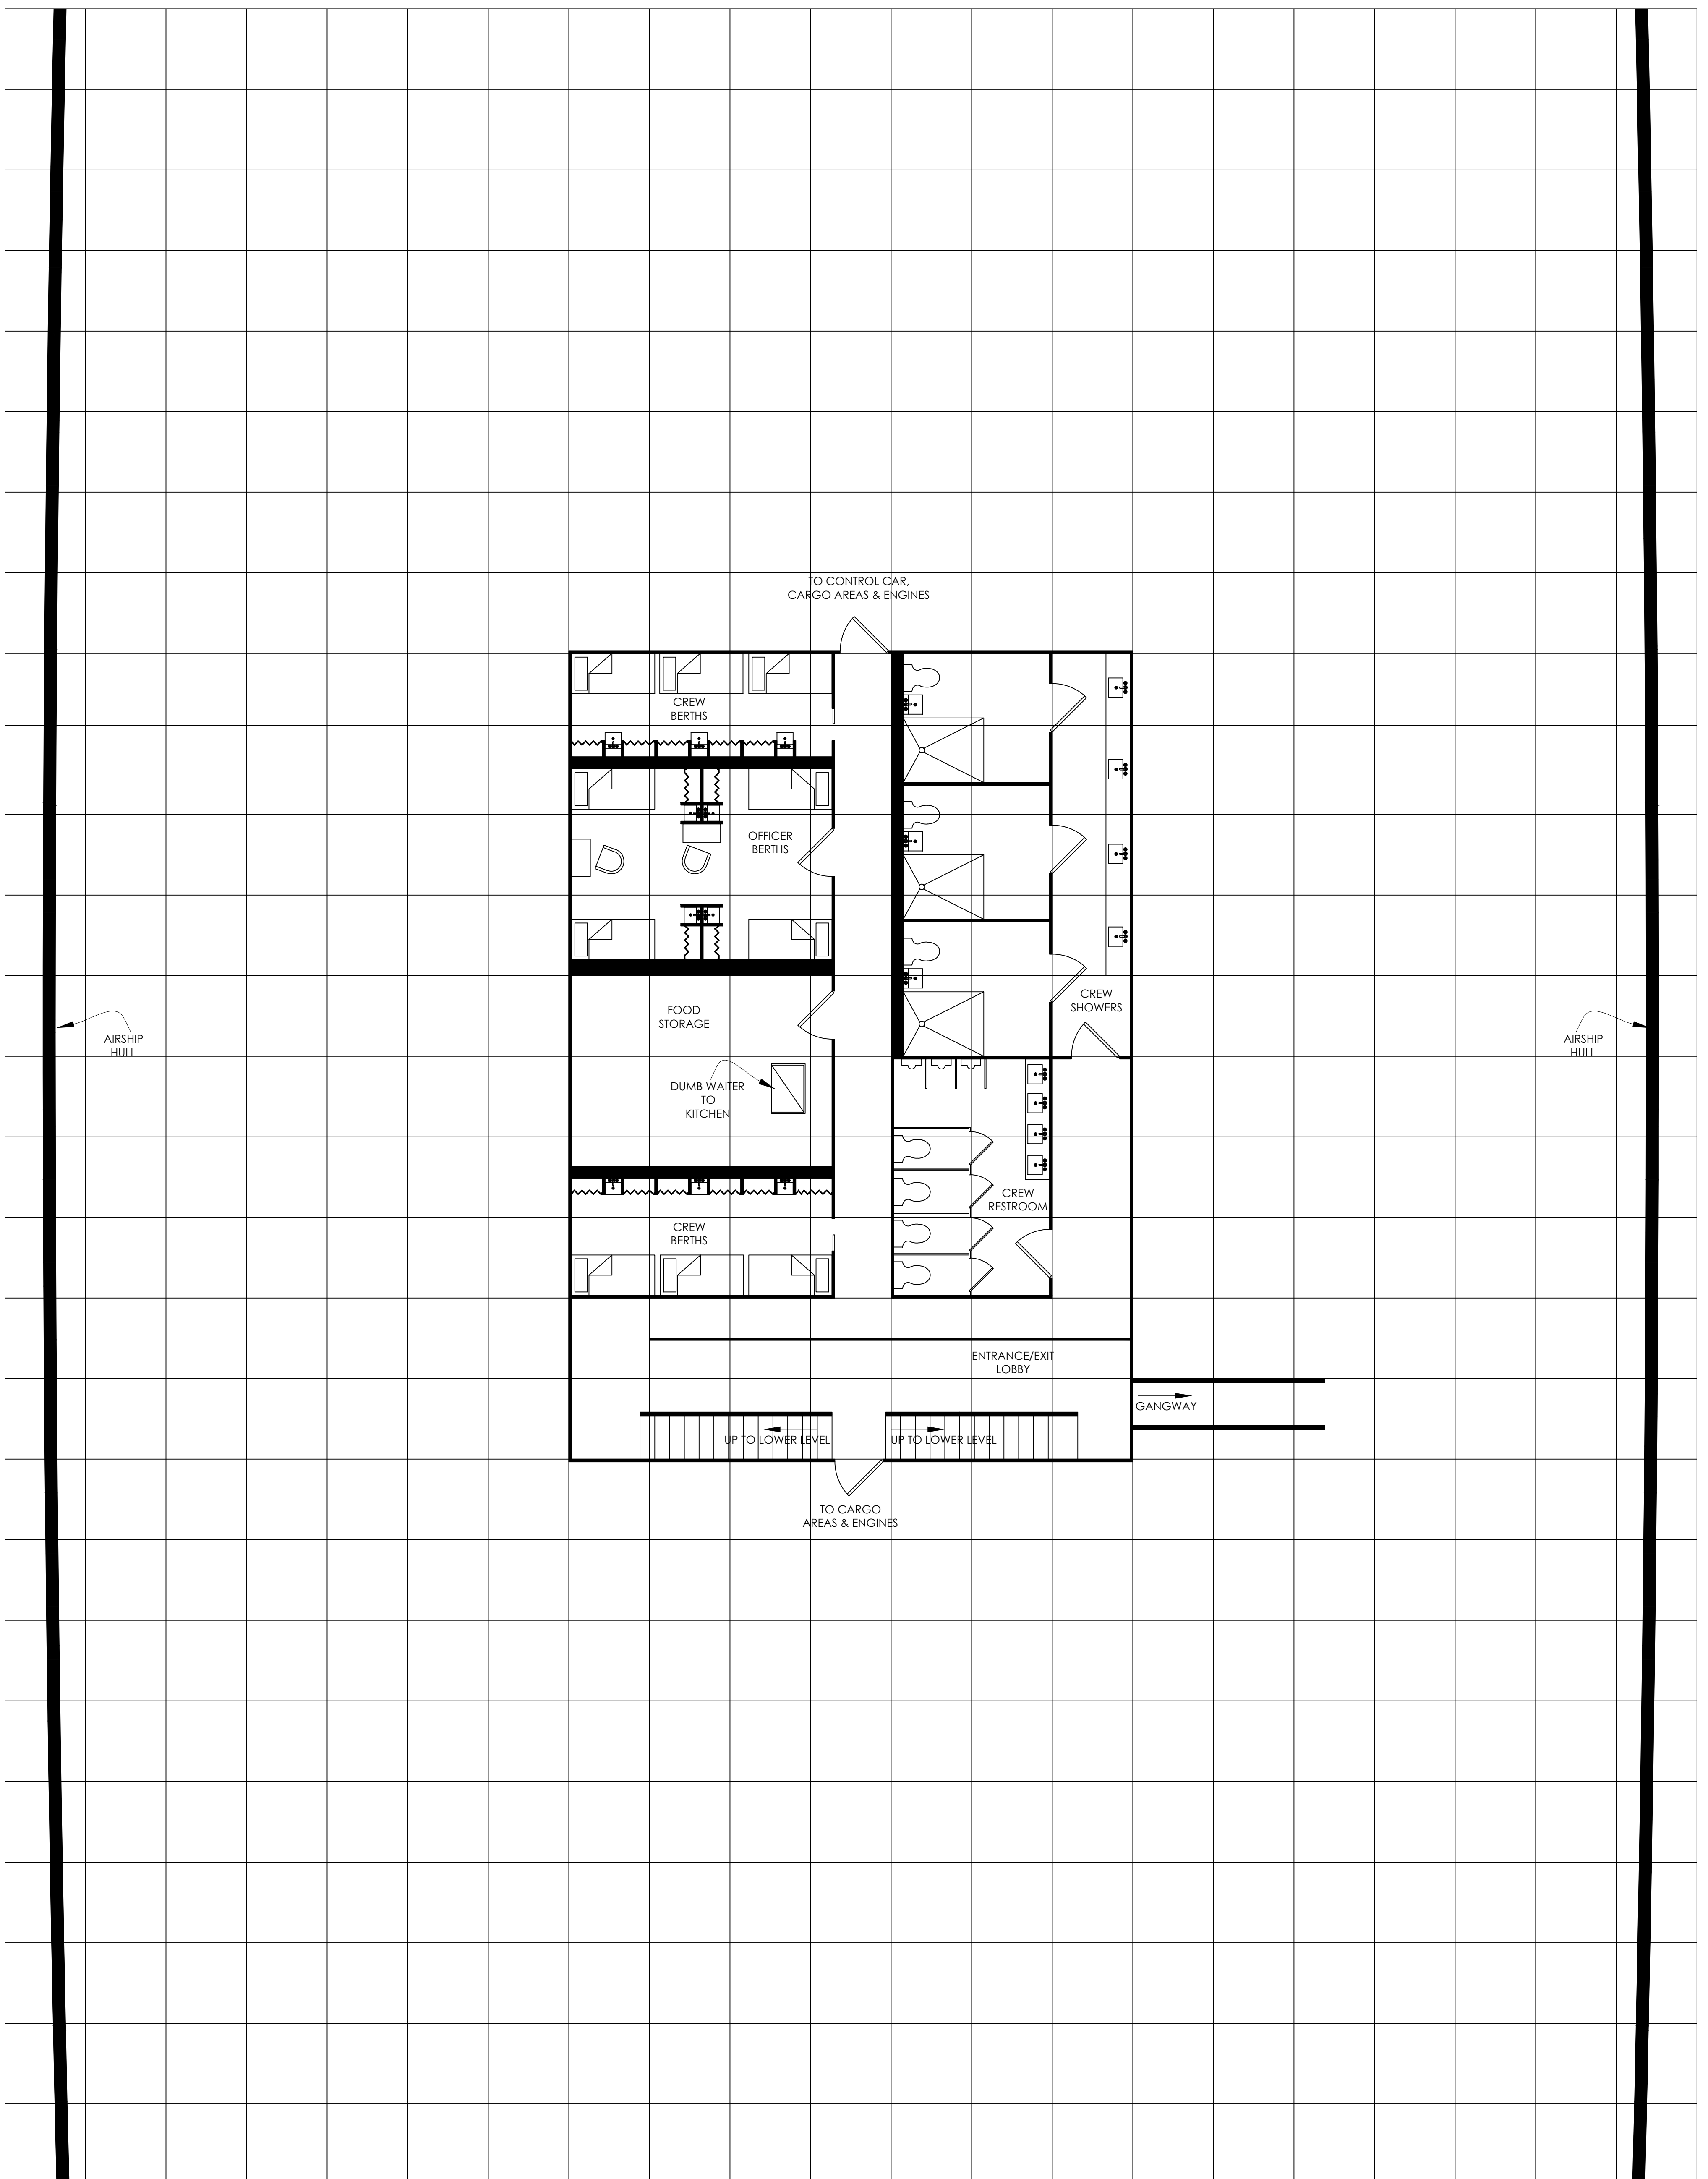 TO CONTROL CAR,
CARGO AREAS & ENGINES
CREW
BERTHS
OFFICER
BERTHS
CREW
SHOWERS
FOOD
STORAGE
AIRSHIP
HULL
AIRSHIP
HULL
DUMB WAITER
TO
KITCHEN
CREW
RESTROOM
CREW
BERTHS
ENTRANCE/EXIT
LOBBY
GANGWAY
UP TO LOWER LEVEL
UP TO LOWER LEVEL
TO CARGO
AREAS & ENGINES